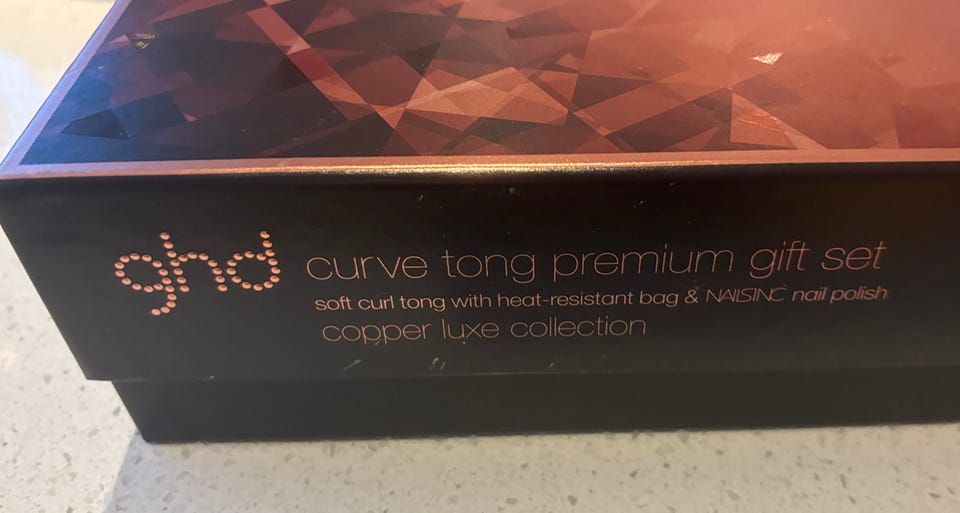 ghd curve tong premium gift set
soft curl tong with heat-resistant bag & NAILSINC nail polish
copper luxe collection